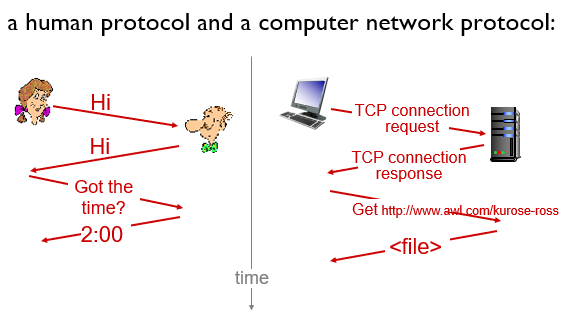 a human protocol and a computer network protocol:
Hi
Hi
Got the
time?
2:00
TCP connection
request
TCP connection
response
Get http://www.awl.com/kurose-ross
<file>
time